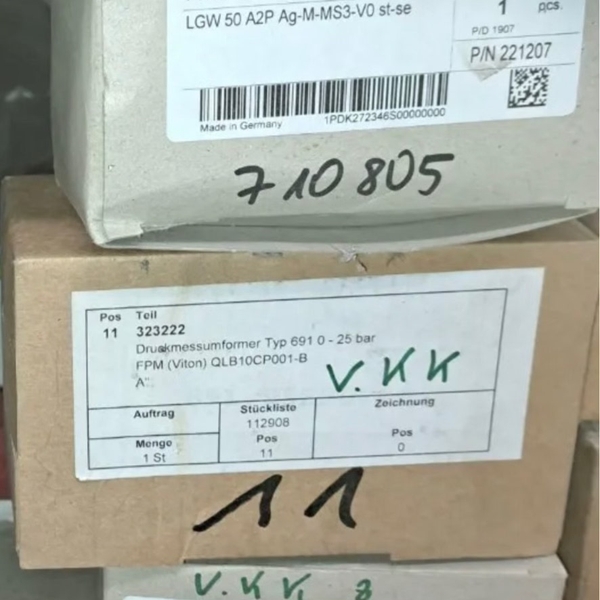 LGW 50 A2P Ag-M-MS3-V0 st-se
1 pcs.
P/D 1907
P/N 221207
Made in Germany
1PDK272346S00000000
710805
Pos Teil
11 323222
Druckmessumformer Typ 691 0 - 25 bar
FPM (Viton) QLB10CP001-B
A"
V.KK
Auftrag
Stückliste
112908
Zeichnung
Menge
1 St
Pos
11
Pos
0
11
V.KK